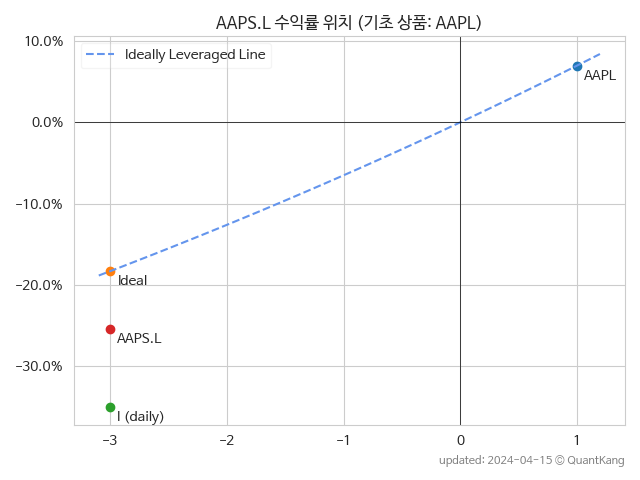 AAPS.L 수익률 위치 (기초 상품: AAPL)
10.0%
Ideally Leveraged Line
AAPL
0.0%
−10.0%
−20.0%
Ideal
AAPS.L
−30.0%
I (daily)
−3 −2 −1 0 1
updated: 2024-04-15 © QuantKang